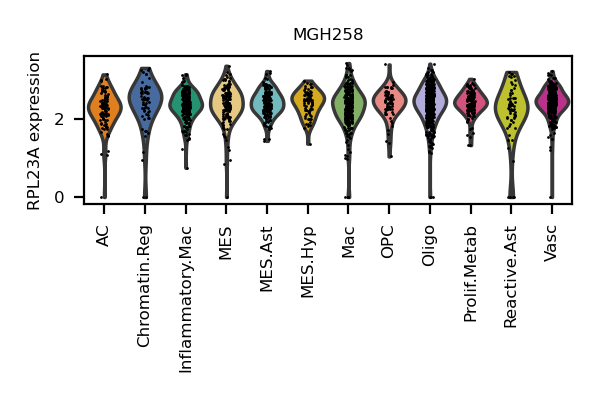 MGH258
RPL23A expression
2
0
AC
Chromatin.Reg
Inflammatory.Mac
MES
MES.Ast
MES.Hyp
Mac
OPC
Oligo
Prolif.Metab
Reactive.Ast
Vasc